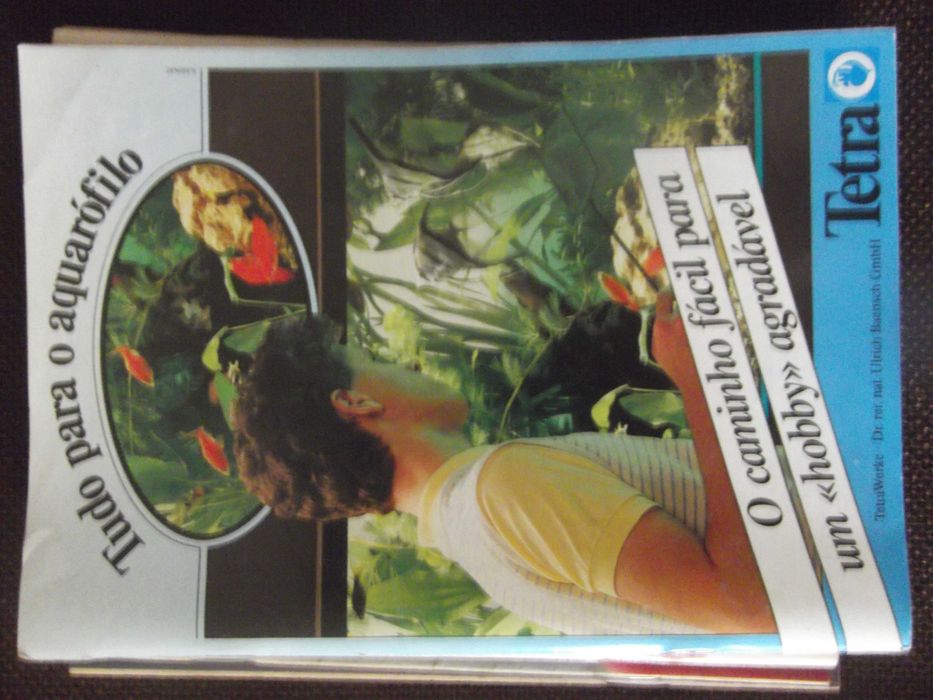 Tudo para o aquarófilo
O caminho fácil para
um «hobby» agradável
Tetra
TetraWerke Dr. rer. nat. Ulrich Baensch GmbH